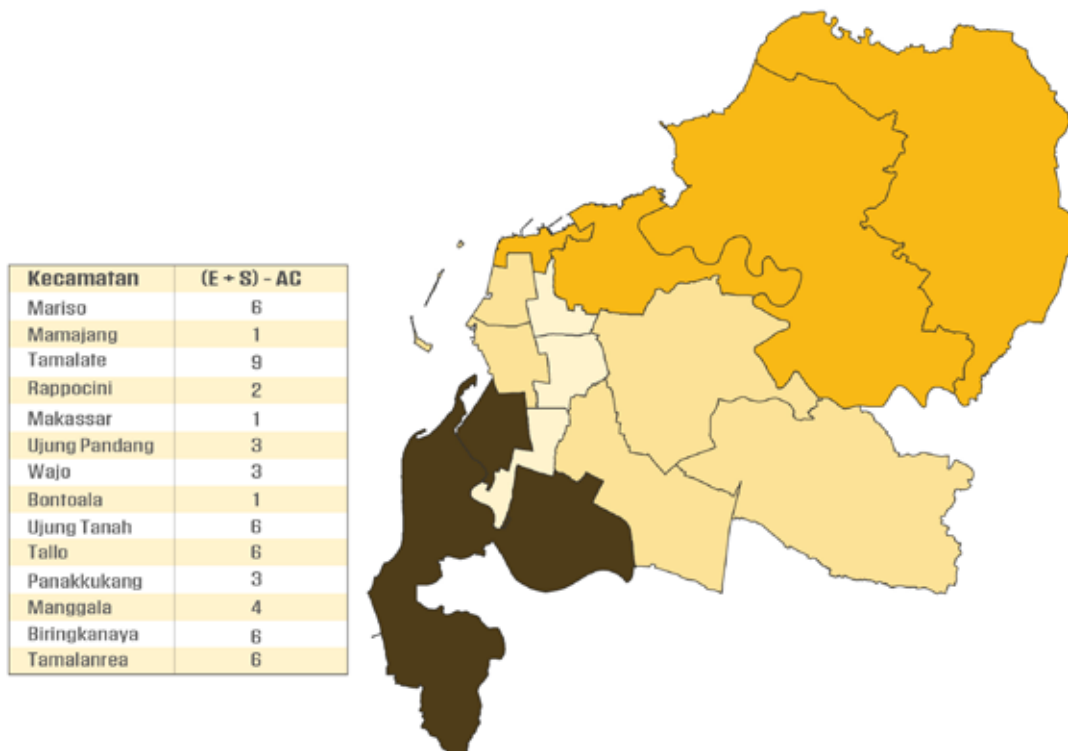 Kecamatan (E + S) - AC
Mariso 6
Mamajang 1
Tamalate 9
Rappocini 2
Makassar 1
Ujung Pandang 3
Wajo 3
Bontoala 1
Ujung Tanah 6
Tallo 6
Panakkukang 3
Manggala 4
Biringkanaya 6
Tamalanrea 6